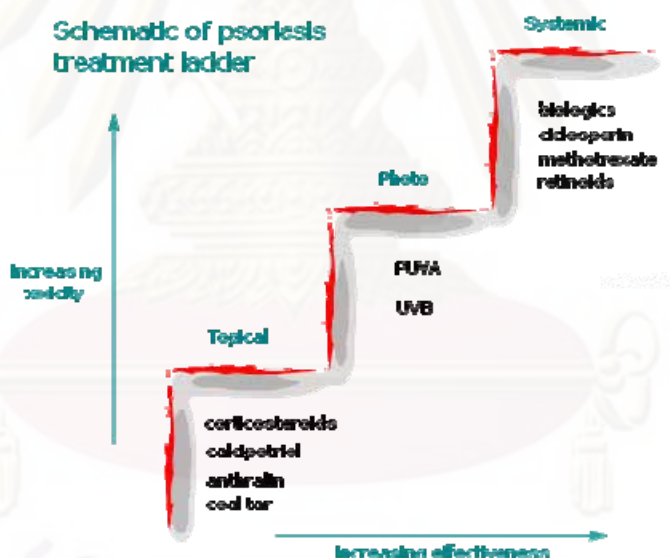 Schematic of psoriesis
treatment ladder
Systemic
biologics
ciclosporin
methotrexate
retinoids
Photo
PUVA
UVB
Increasing
toxicity
Topical
corticosteroids
calcipotriol
anthralin
coal tar
Increasing effectiveness